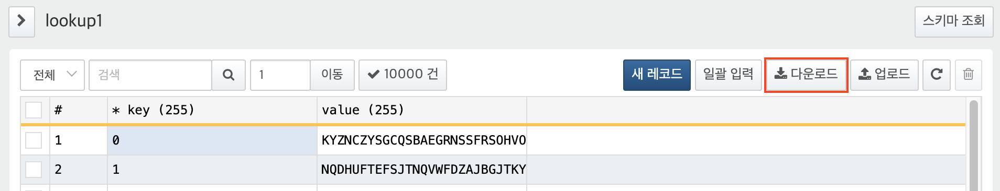 lookup1
스키마 조회
전체 검색 1 이동 10000 건 새 레코드 일괄 입력 다운로드 업로드
# * key (255) value (255)
1 0 KYZNCZYSGCQSBAEGRNSSFRSOHVO
2 1 NQDHUFTEFSJTNQVWFDZAJBGJTKY